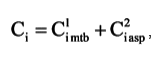 C_i = C^1_{i mtb} + C^2_{i asp},